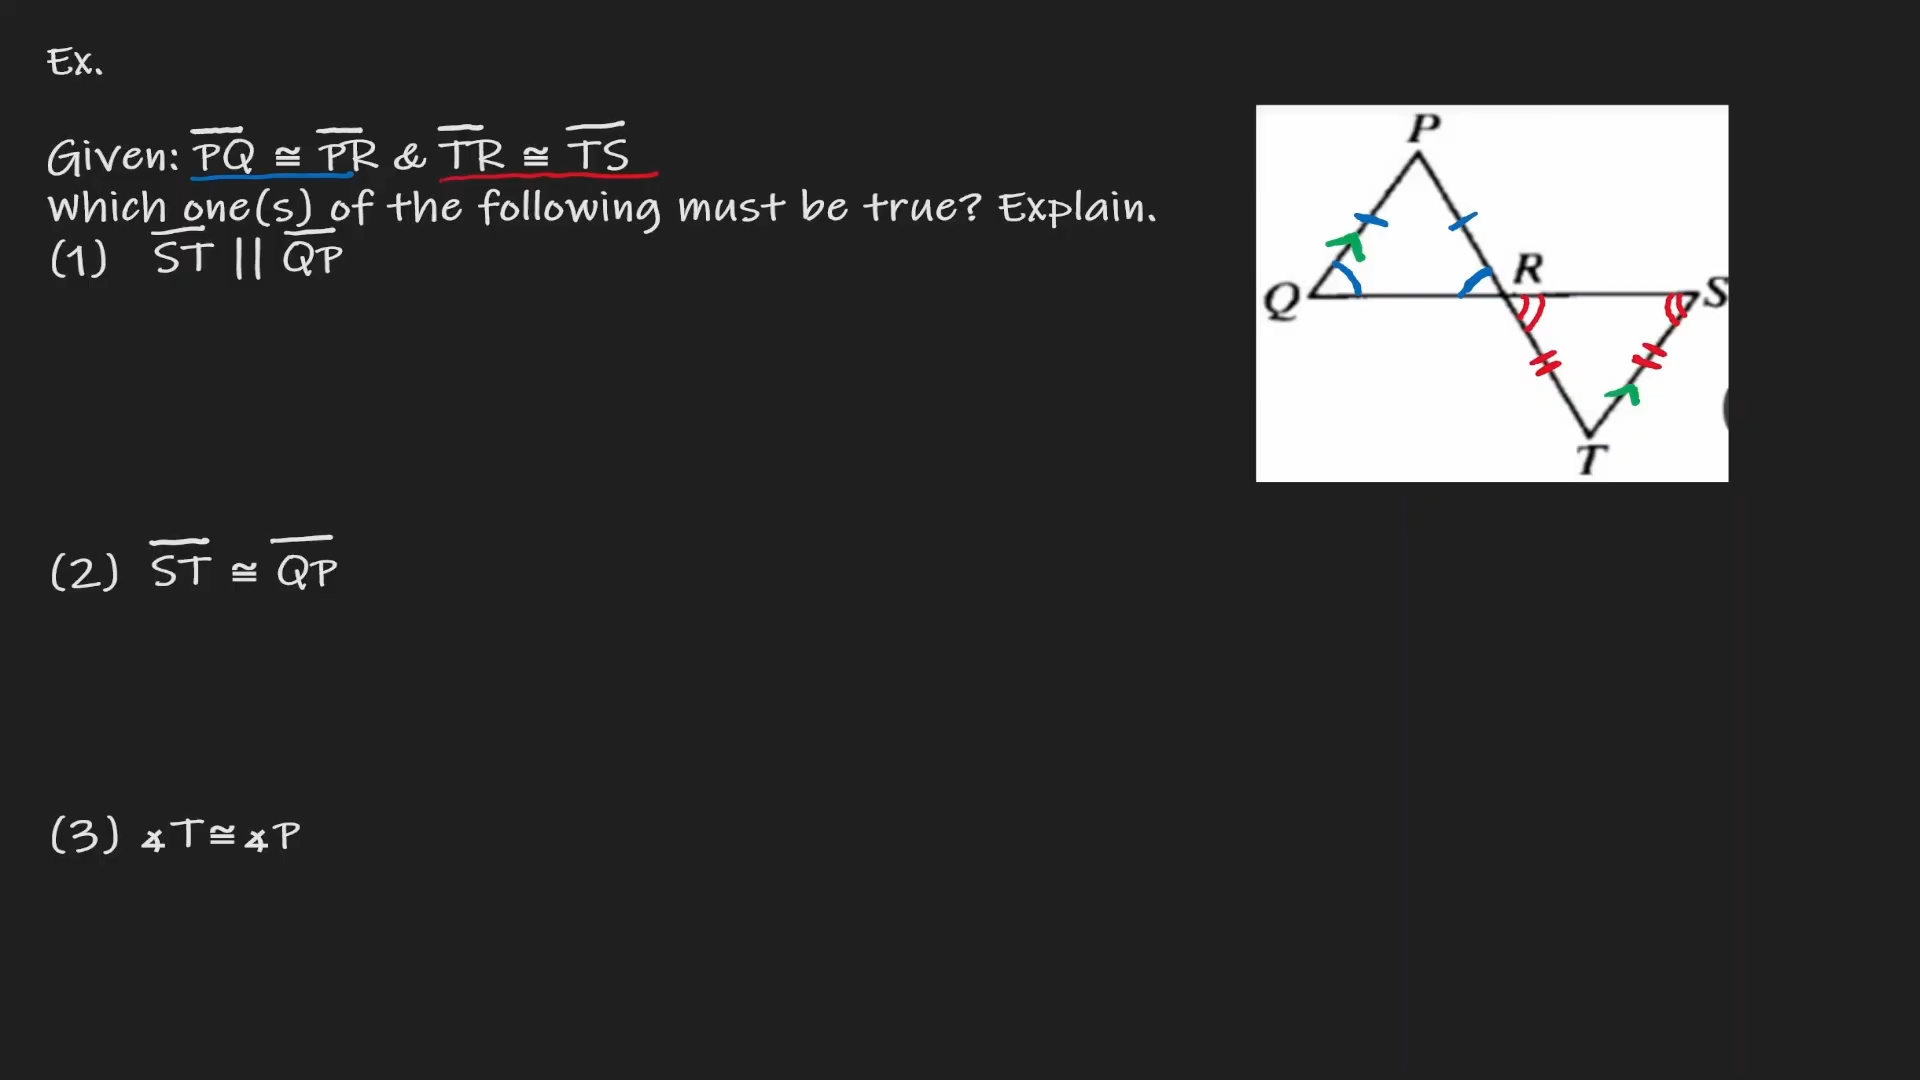 Ex.
Given: PQ ≅ PR & TR ≅ TS
Which one(s) of the following must be true? Explain.
(1) ST || QP
(2) ST ≅ QP
(3) ∡T≅∡P
P
R
Q
S
T